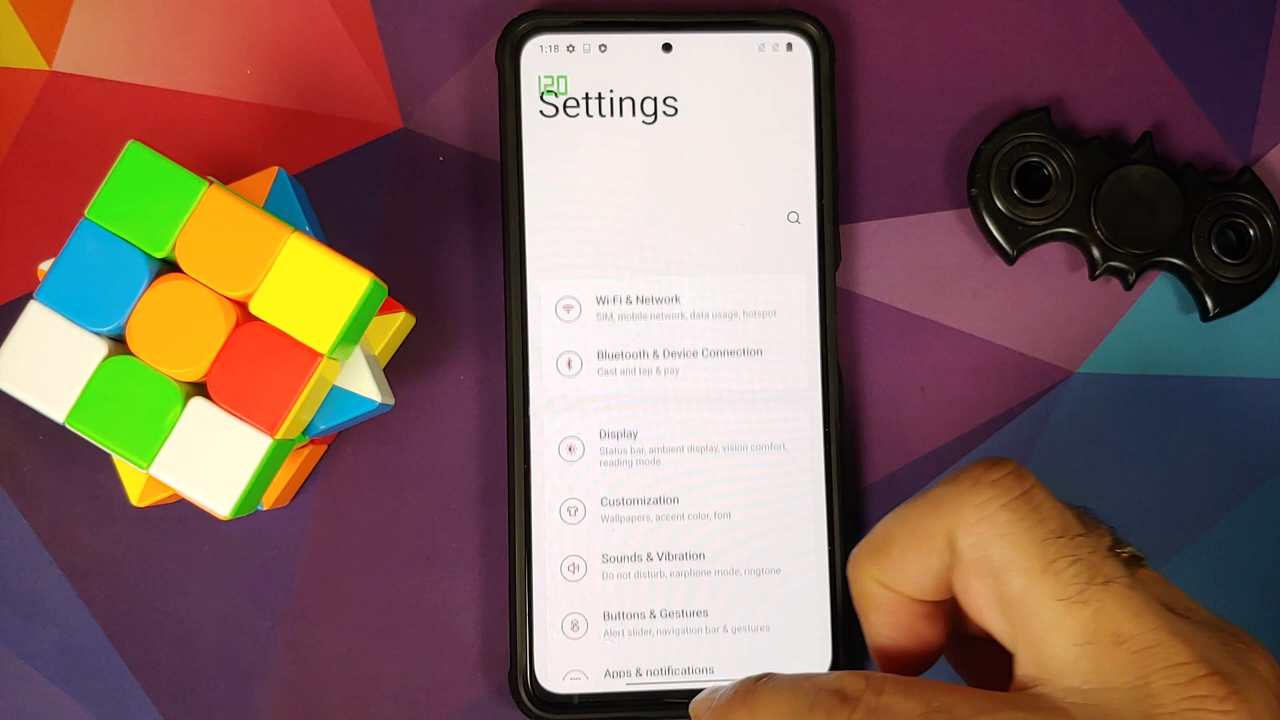 1:18
120
Settings
Wi-Fi & Network
SIM, mobile network, data usage, hotspot
Bluetooth & Device Connection
Cast and tap & pay
Display
Status bar, ambient display, vision comfort,
reading mode
Customization
Wallpapers, accent color, font
Sounds & Vibration
Do not disturb, earphone mode, ringtone
Buttons & Gestures
Alert slider, navigation bar & gestures
Apps & notifications